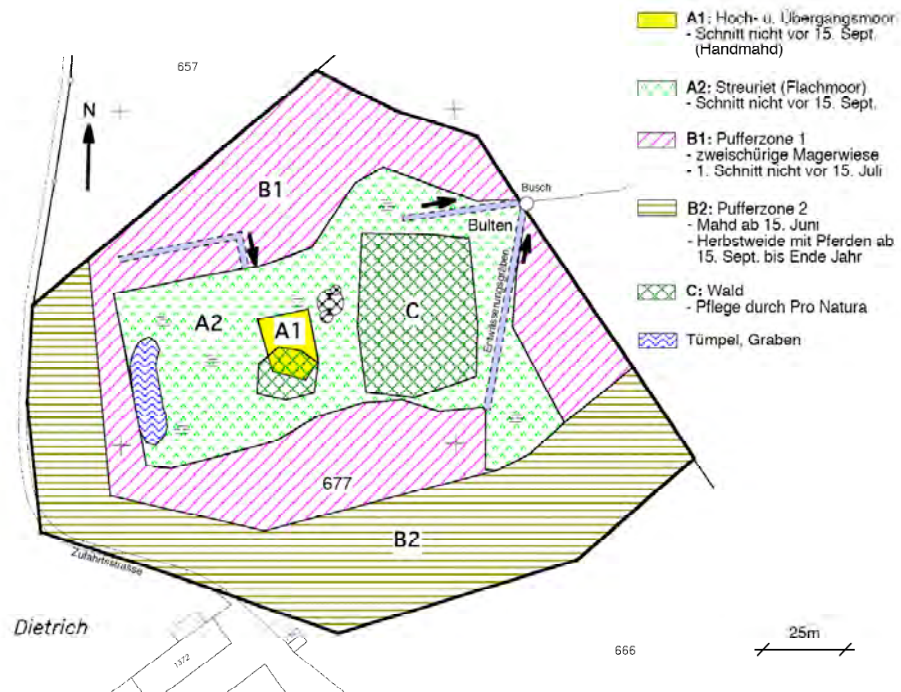 A1: Hoch- u. Übergangsmoor
- Schnitt nicht vor 15. Sept.
(Handmahd)
A2: Streuriet (Flachmoor)
- Schnitt nicht vor 15. Sept.
B1: Pufferzone 1
- zweischürige Magerwiese
- 1. Schnitt nicht vor 15. Juli
B2: Pufferzone 2
- Mahd ab 15. Juni
- Herbstweide mit Pferden ab
15. Sept. bis Ende Jahr
C: Wald
- Pflege durch Pro Natura
Tümpel, Graben
657
N
B1
Busch
Bulten
Entwässerungsgraben
C
A2
A1
677
B2
Zufahrtsstrasse
Dietrich
1372
666
25m